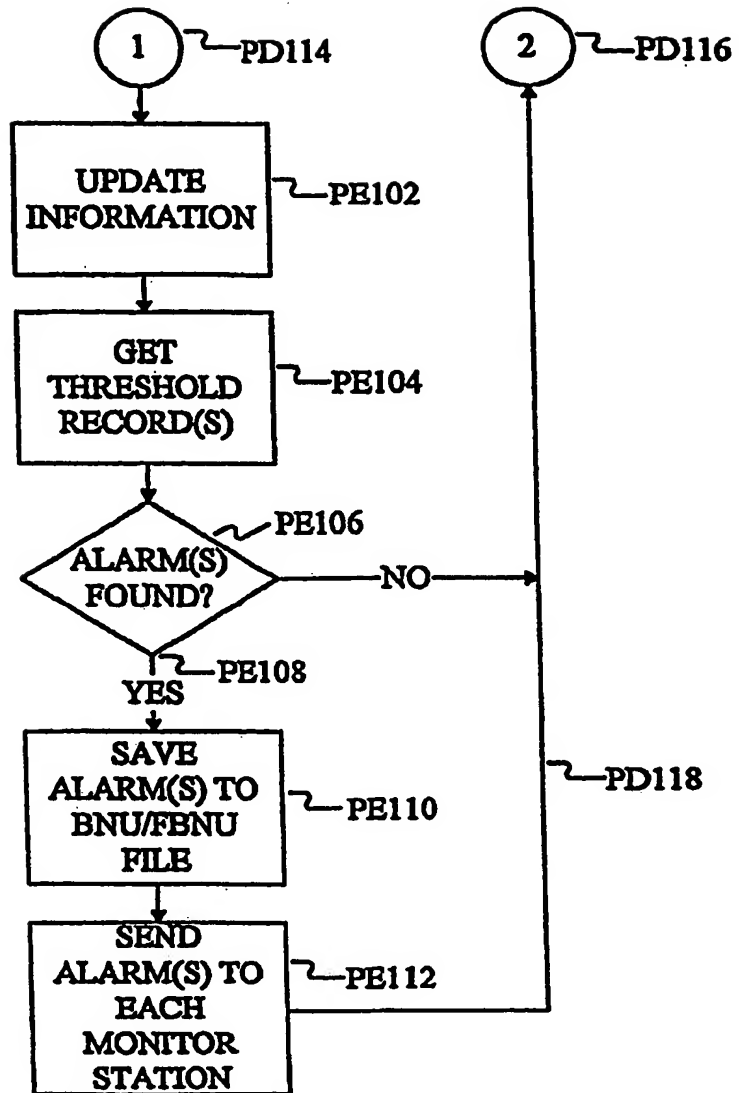 1
PD114
2
PD116
UPDATE
INFORMATION
PE102
GET
THRESHOLD
RECORD(S)
PE104
PE106
ALARM(S)
FOUND?
NO
PE108
YES
SAVE
ALARM(S) TO
BNU/FBNU
FILE
PE110
PD118
SEND
ALARM(S) TO
EACH
MONITOR
STATION
PE112